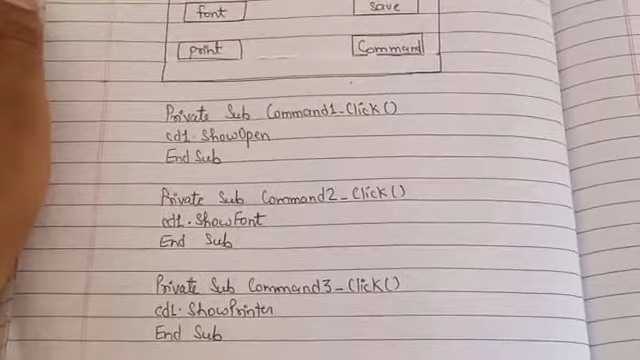 font save
print Command
Private Sub Command1_Click()
cd1.ShowOpen
End Sub
Private Sub Command2_Click()
cd1.ShowFont
End Sub
Private Sub Command3_Click()
cd1.ShowPrinter
End Sub